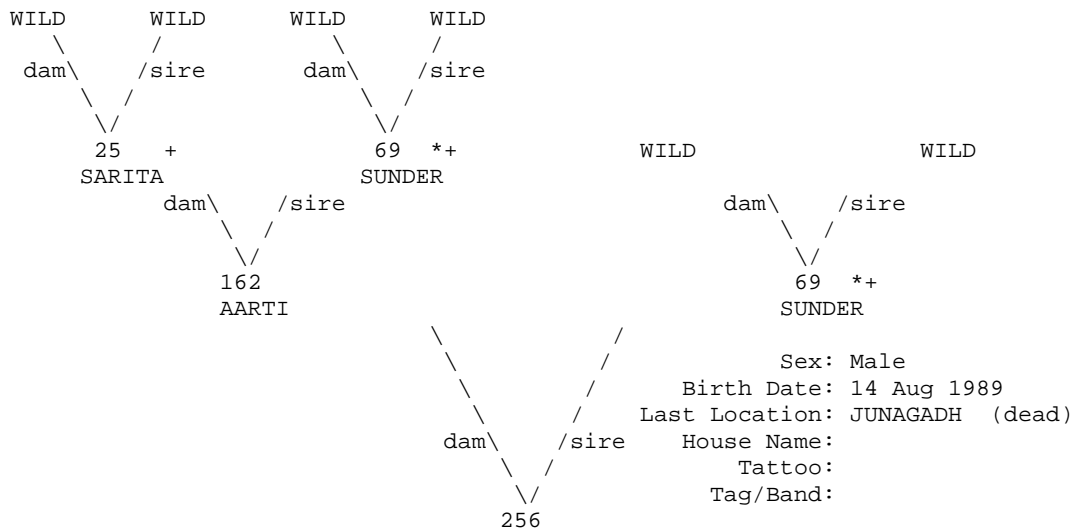 WILD WILD WILD WILD
\ / \ /
dam\ /sire dam\ /sire
\ / \ /
\/ \/
25 + 69 *+ WILD WILD
SARITA SUNDER
dam\ /sire dam\ /sire
\ / \ /
\/ \/
162 69 *+
AARTI SUNDER
\ /
\ / Sex: Male
\ / Birth Date: 14 Aug 1989
\ / Last Location: JUNAGADH (dead)
dam\ /sire House Name:
\ / Tattoo:
\/ Tag/Band:
256